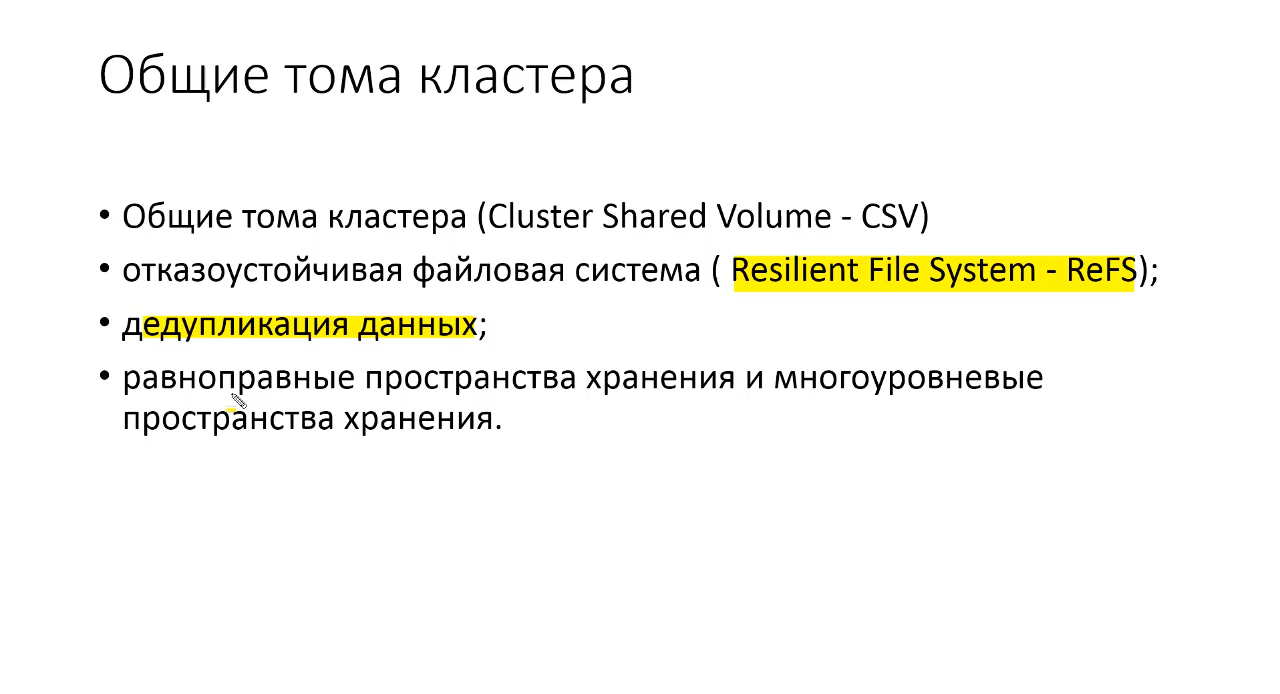 Общие тома кластера
• Общие тома кластера (Cluster Shared Volume - CSV)
• отказоустойчивая файловая система ( Resilient File System - ReFS);
• дедупликация данных;
• равноправные пространства хранения и многоуровневые
пространства хранения.